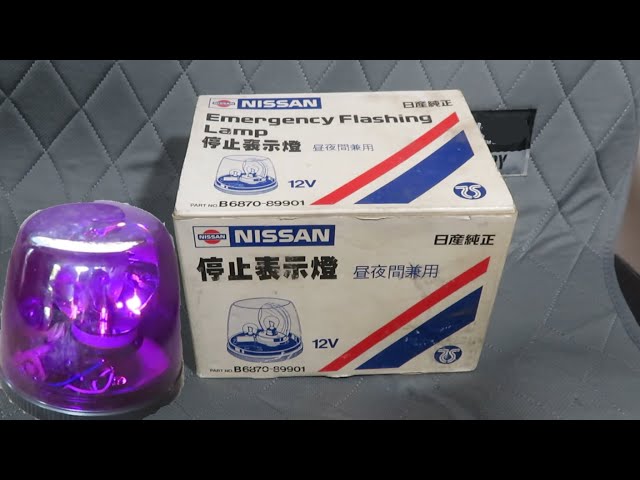 NISSAN
NISSAN
日産純正
Emergency Flashing
Lamp
停止表示燈 昼夜間兼用
12V
PART NO. B6870-89901
NISSAN
NISSAN
日産純正
停止表示燈 昼夜間兼用
12V
PART NO. B6870-89901